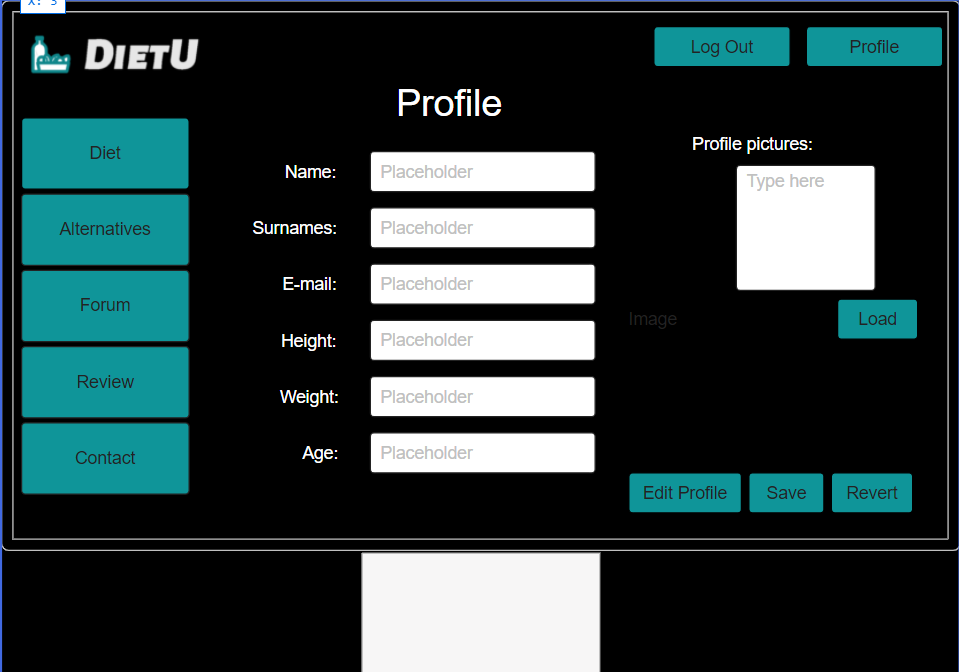 X: 3
DIETU
Log Out
Profile
Profile
Diet
Alternatives
Forum
Review
Contact
Name: Placeholder
Surnames: Placeholder
E-mail: Placeholder
Height: Placeholder
Weight: Placeholder
Age: Placeholder
Profile pictures:
Type here
Image
Load
Edit Profile
Save
Revert